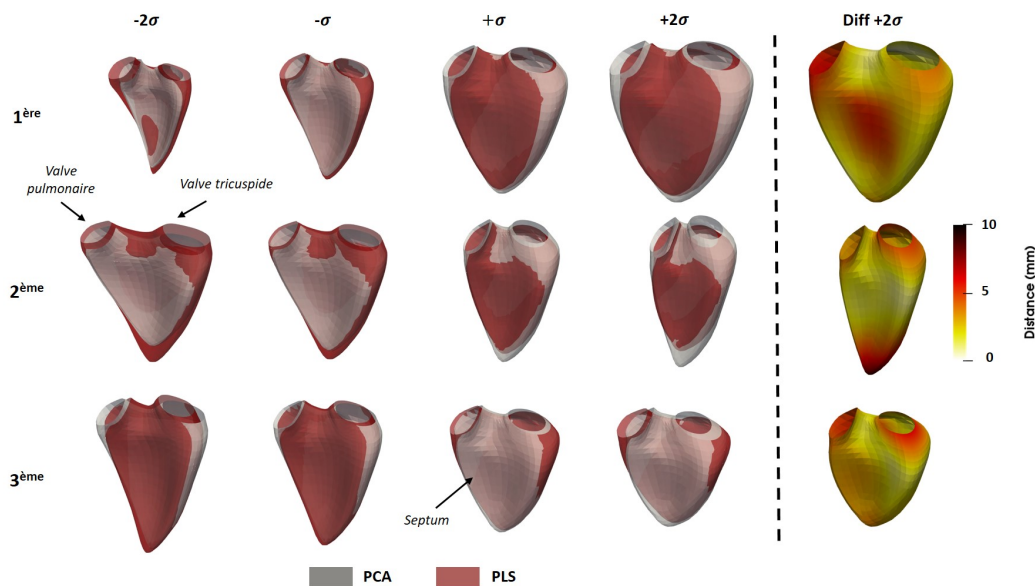 -2σ -σ +σ +2σ Diff +2σ
1ère
Valve
pulmonaire
Valve tricuspide
2ème
10
5
0
Distance (mm)
3ème
Septum
PCA PLS